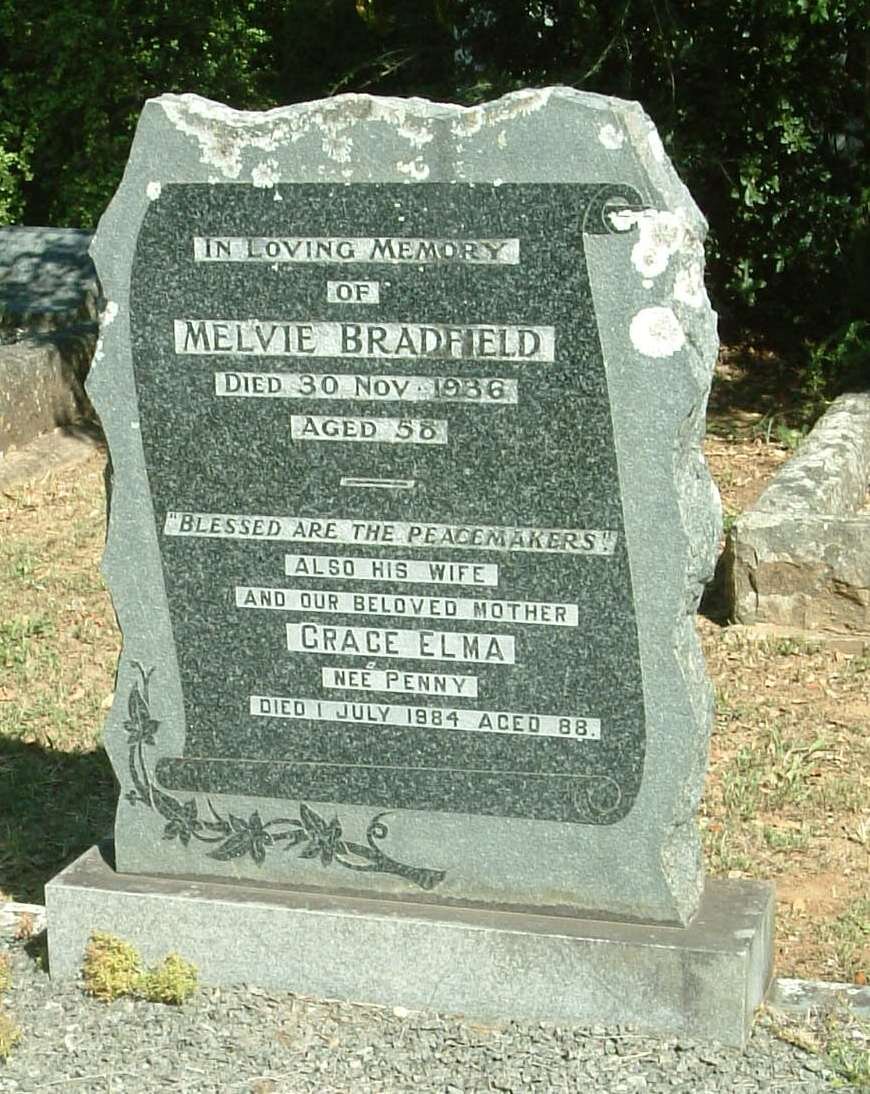 IN LOVING MEMORY
OF
MELVIE BRADFIELD
DIED 30 NOV. 1936
AGED 58
"BLESSED ARE THE PEACEMAKERS".
ALSO HIS WIFE
AND OUR BELOVED MOTHER
GRACE ELMA
NÉE PENNY
DIED 1 JULY 1984 AGED 88.